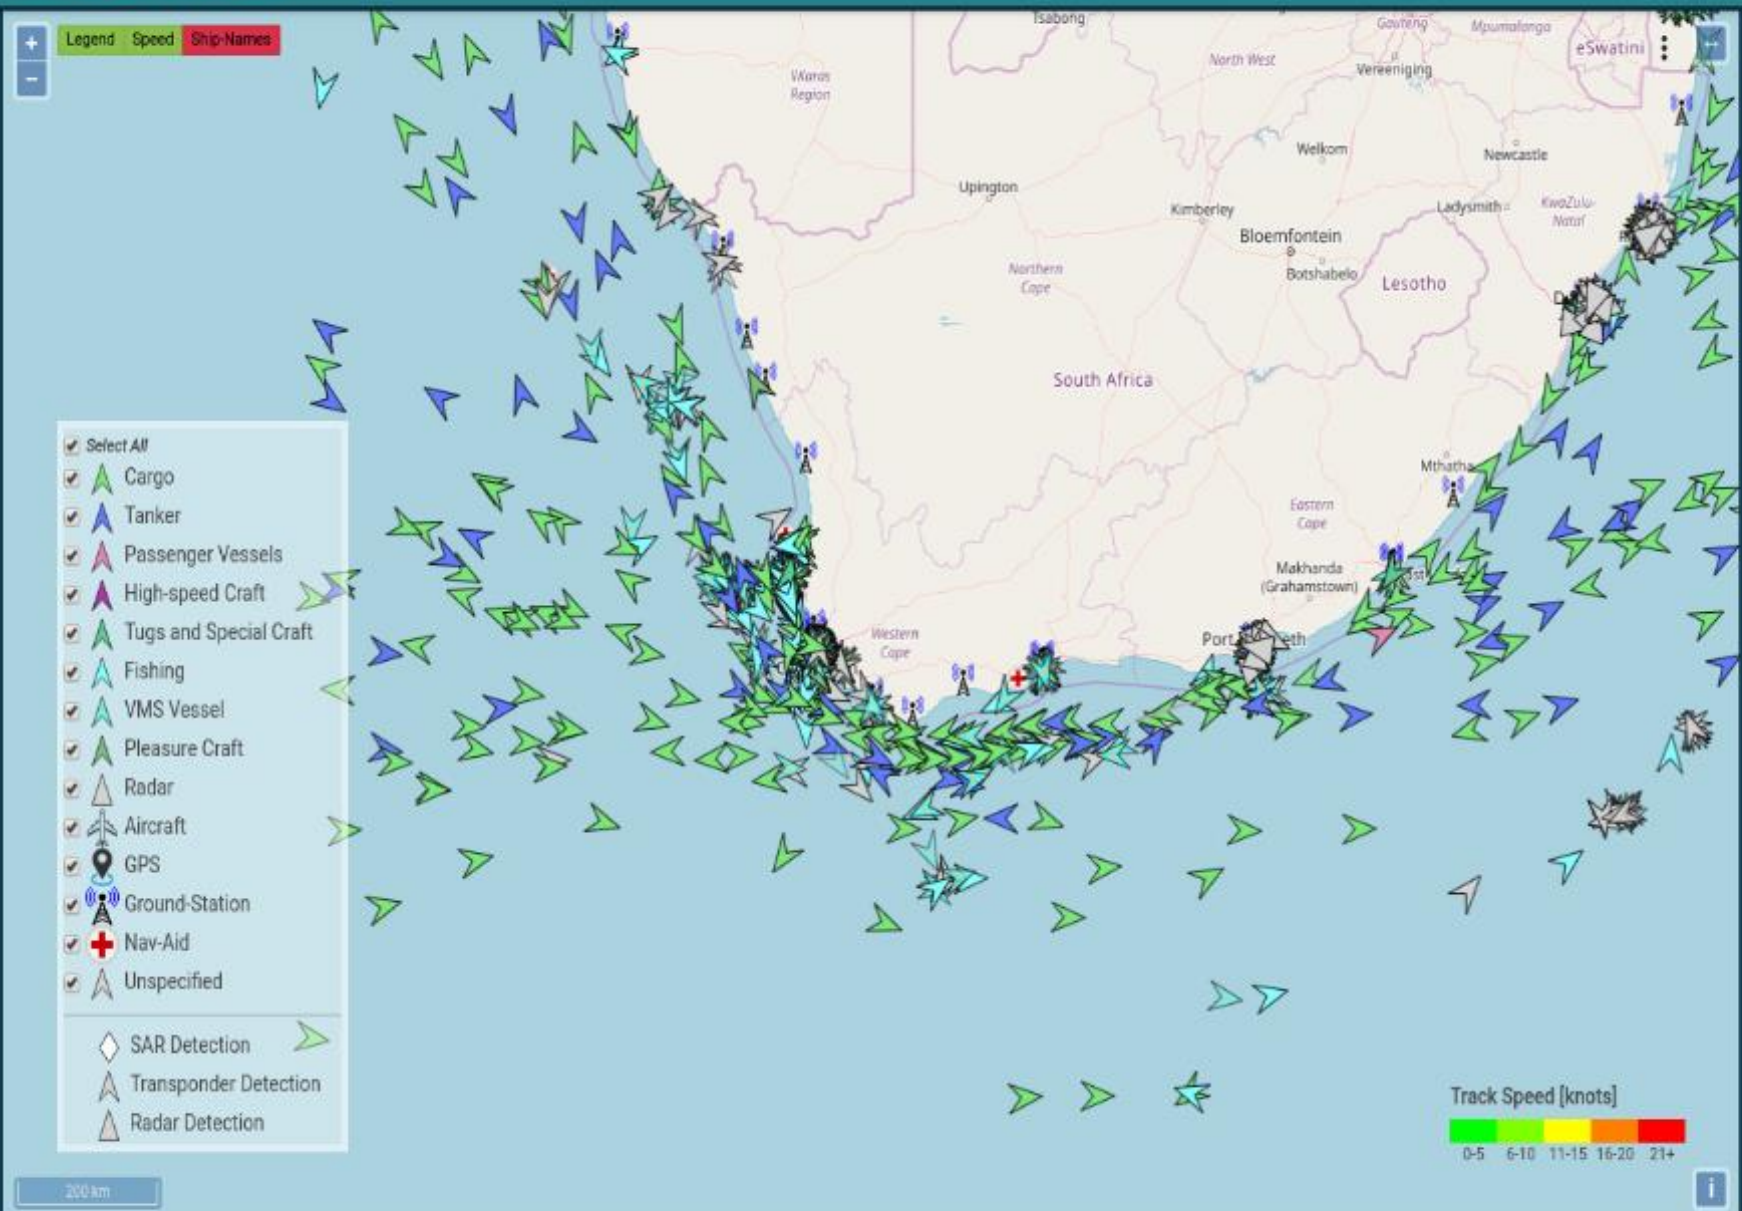 +
−
Legend Speed Ship-Names
Tsabong
Gauteng
Mpumalanga
eSwatini
North West
Vereeniging
ǁKaras
Region
Welkom
Newcastle
Upington
Kimberley
Ladysmith
KwaZulu-
Natal
Bloemfontein
Botshabelo
Northern
Cape
Lesotho
South Africa
Mthatha
Eastern
Cape
Makhanda
(Grahamstown)
Western
Cape
Port
eth
Select All
Cargo
Tanker
Passenger Vessels
High-speed Craft
Tugs and Special Craft
Fishing
VMS Vessel
Pleasure Craft
Radar
Aircraft
GPS
Ground-Station
Nav-Aid
Unspecified
SAR Detection
Transponder Detection
Radar Detection
Track Speed [knots]
0-5 6-10 11-15 16-20 21+
200 km
i